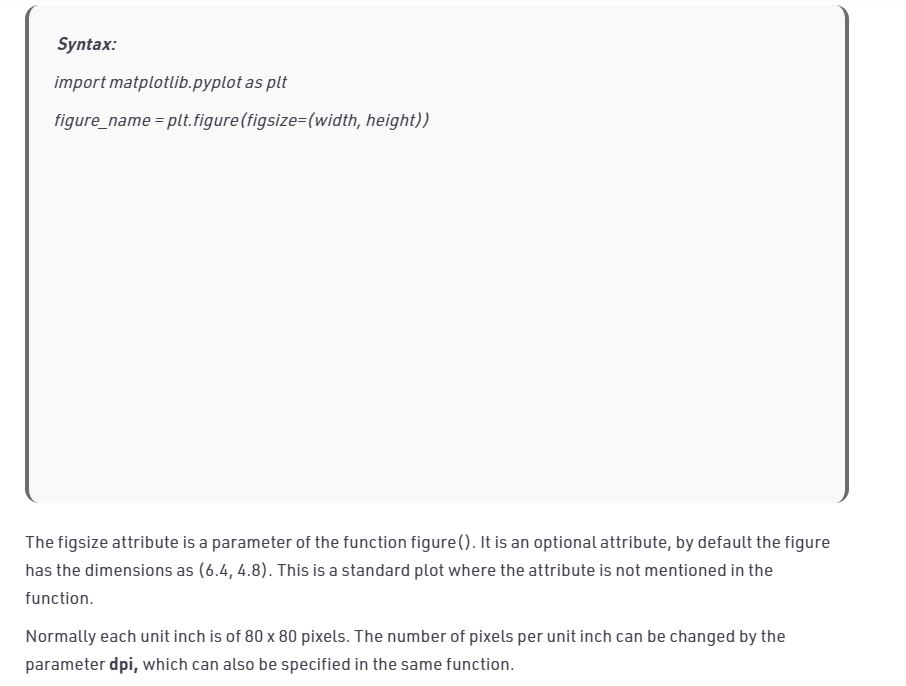 Syntax:
import matplotlib.pyplot as plt
figure_name = plt.figure(figsize=(width, height))
The figsize attribute is a parameter of the function figure(). It is an optional attribute, by default the figure
has the dimensions as (6.4, 4.8). This is a standard plot where the attribute is not mentioned in the
function.
Normally each unit inch is of 80 x 80 pixels. The number of pixels per unit inch can be changed by the
parameter dpi, which can also be specified in the same function.